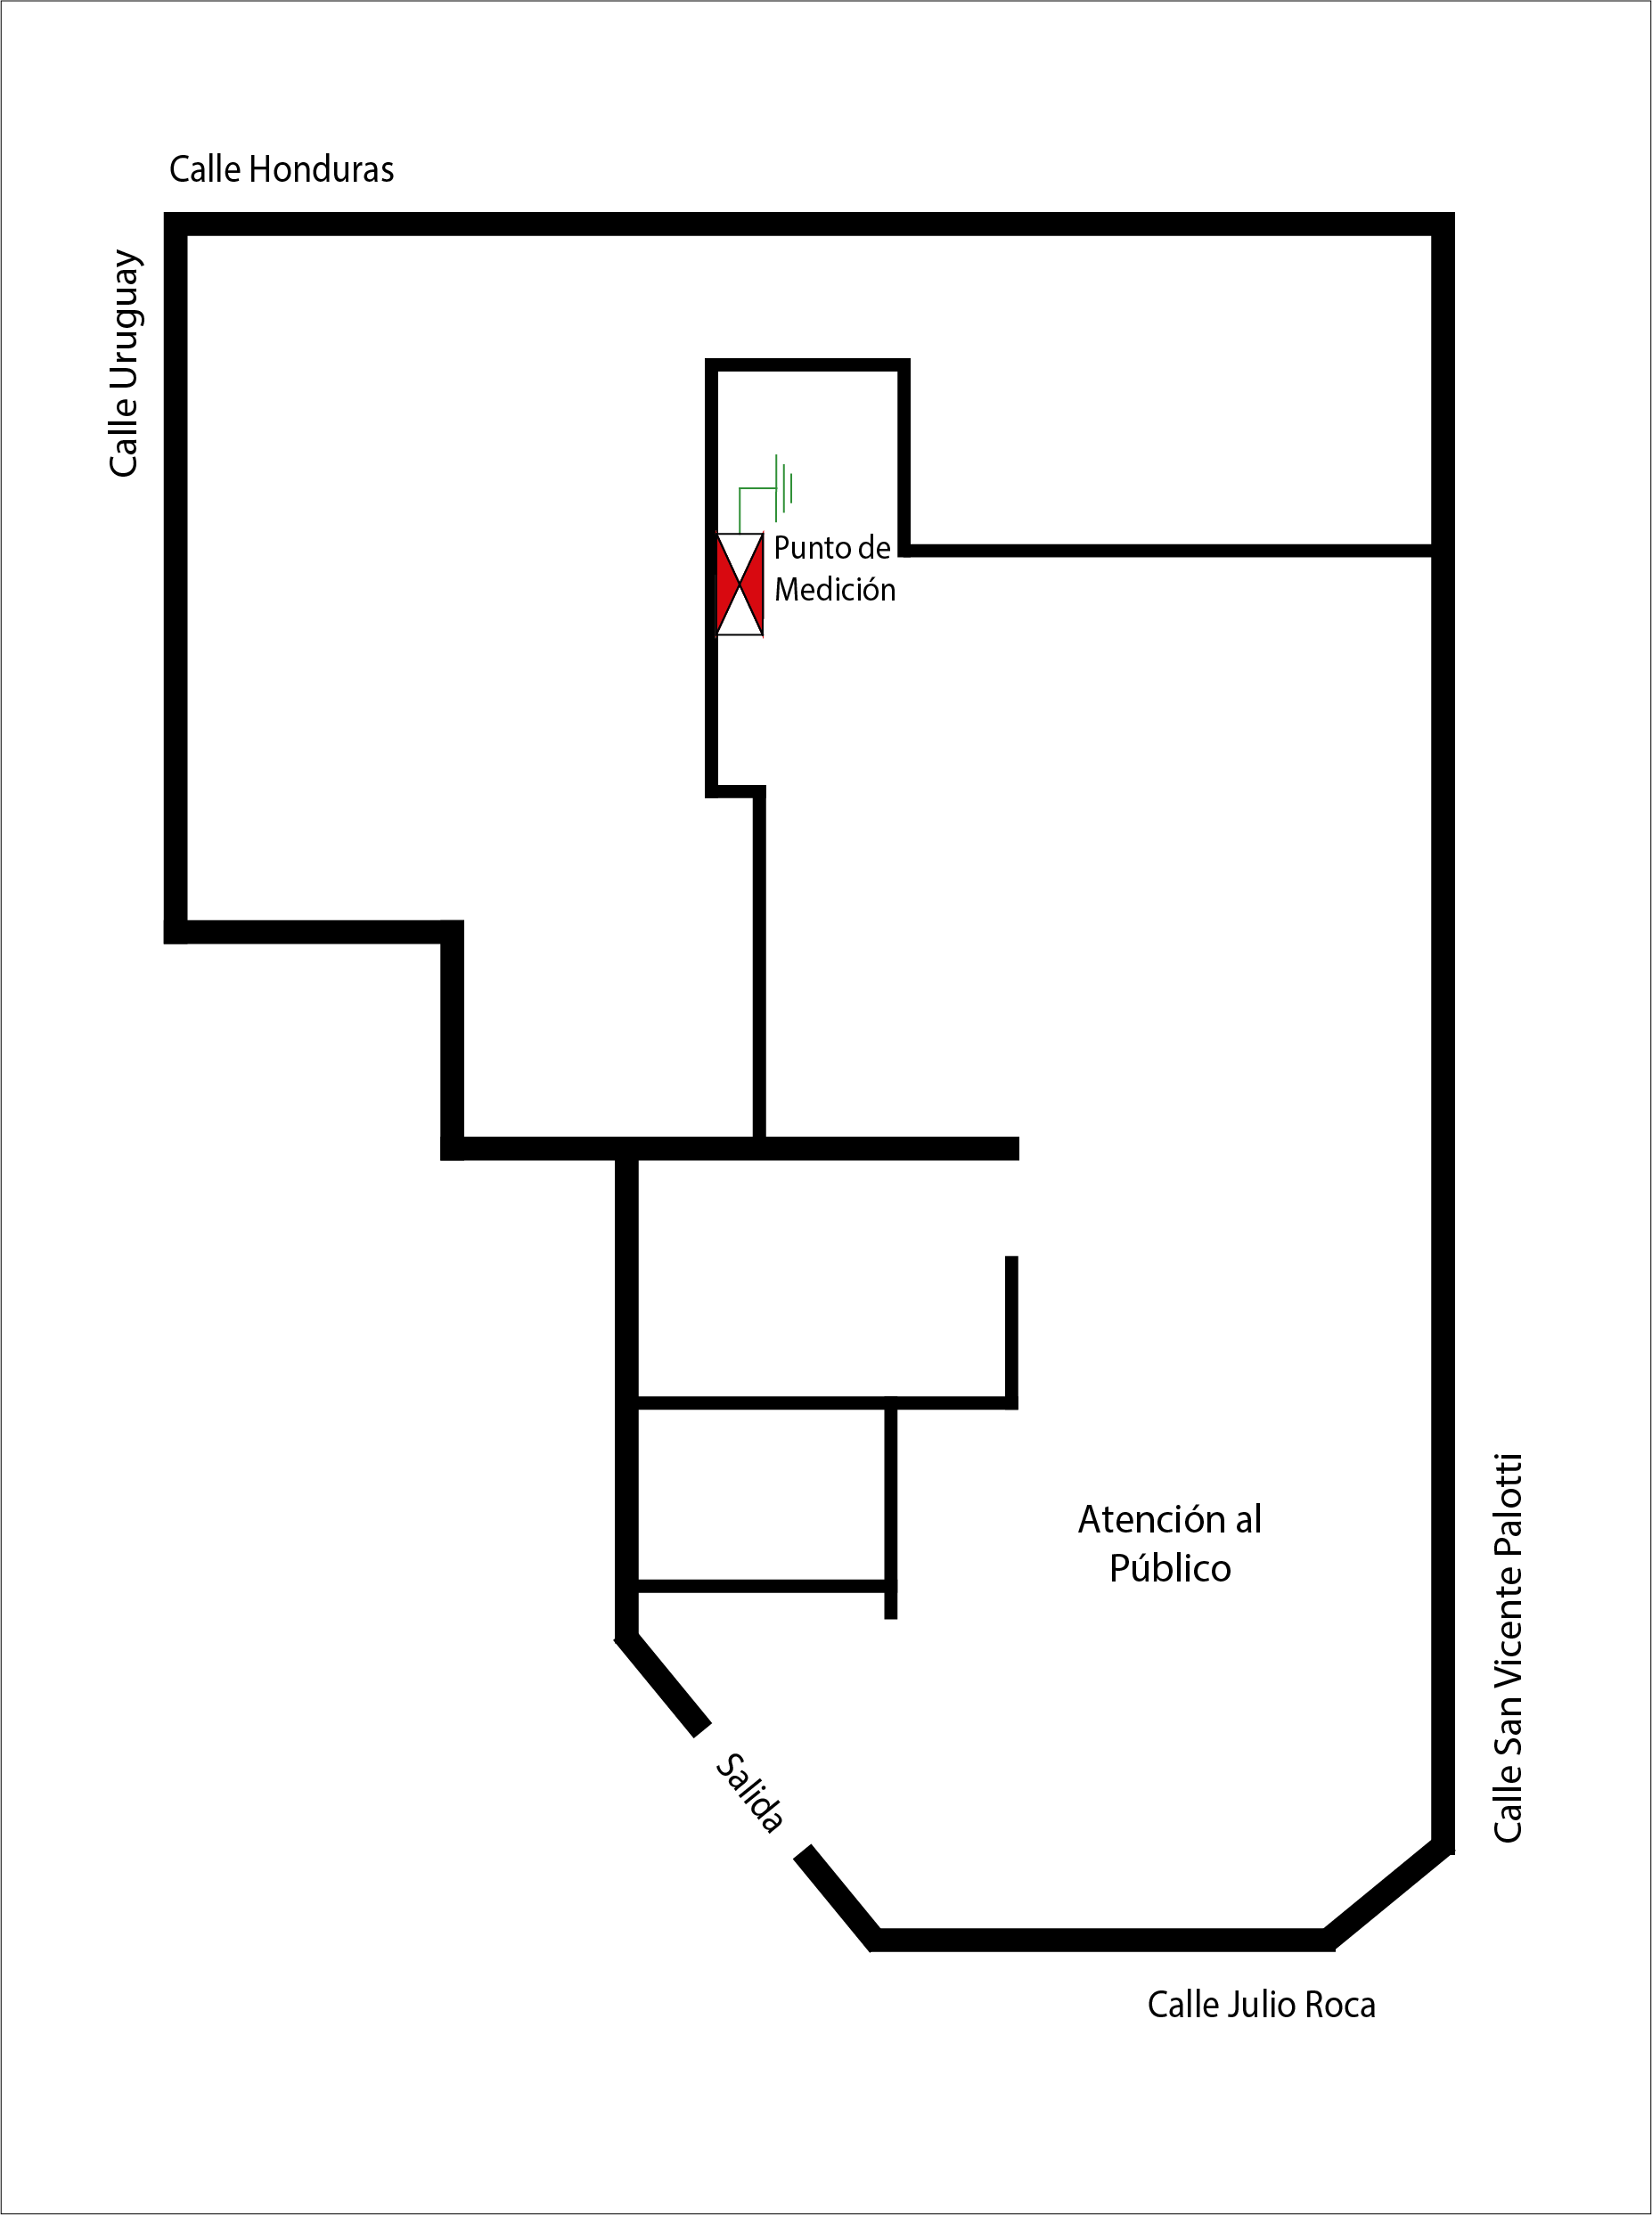 Calle Honduras
Calle Uruguay
Punto de
Medición
Atención al
Público
Calle San Vicente Palotti
Salida
Calle Julio Roca